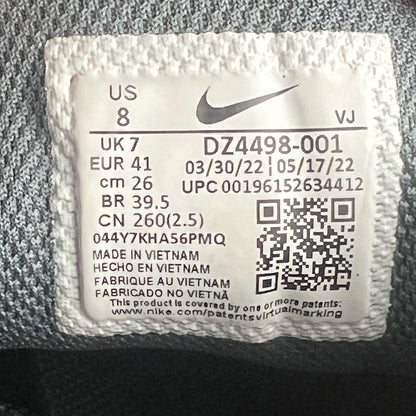 US
8
VJ
UK 7
DZ4498-001
EUR 41
03/30/22 | 05/17/22
cm 26
UPC 00196152634412
BR 39.5
CN 260(2.5)
044Y7KHA56PMQ
MADE IN VIETNAM
HECHO EN VIETNAM
FABRIQUE AU VIETNAM
FABRICADO NO VIETNÃ
This product is covered by one or more patents:
www.nike.com/patentsvirtualmarking